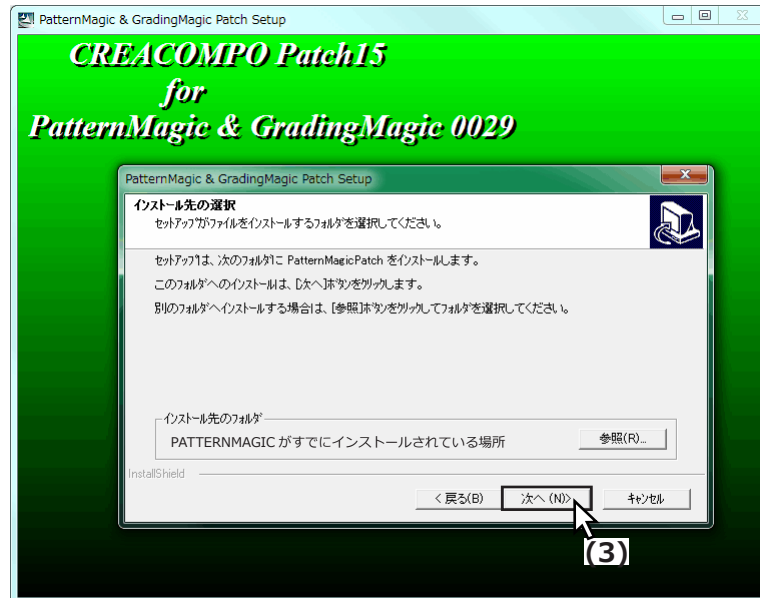 PatternMagic & GradingMagic Patch Setup
CREACOMPO Patch15
for
PatternMagic & GradingMagic 0029
PatternMagic & GradingMagic Patch Setup
インストール先の選択
セットアップがファイルをインストールするフォルダを選択してください。
セットアップは、次のフォルダに PatternMagicPatch をインストールします。
このフォルダへのインストールは、[次へ]ボタンをクリックします。
別のフォルダへインストールする場合は、[参照]ボタンをクリックしてフォルダを選択してください。
インストール先のフォルダ
PATTERNMAGIC がすでにインストールされている場所
参照(R)...
InstallShield
< 戻る(B)
次へ (N)>
キャンセル
(3)